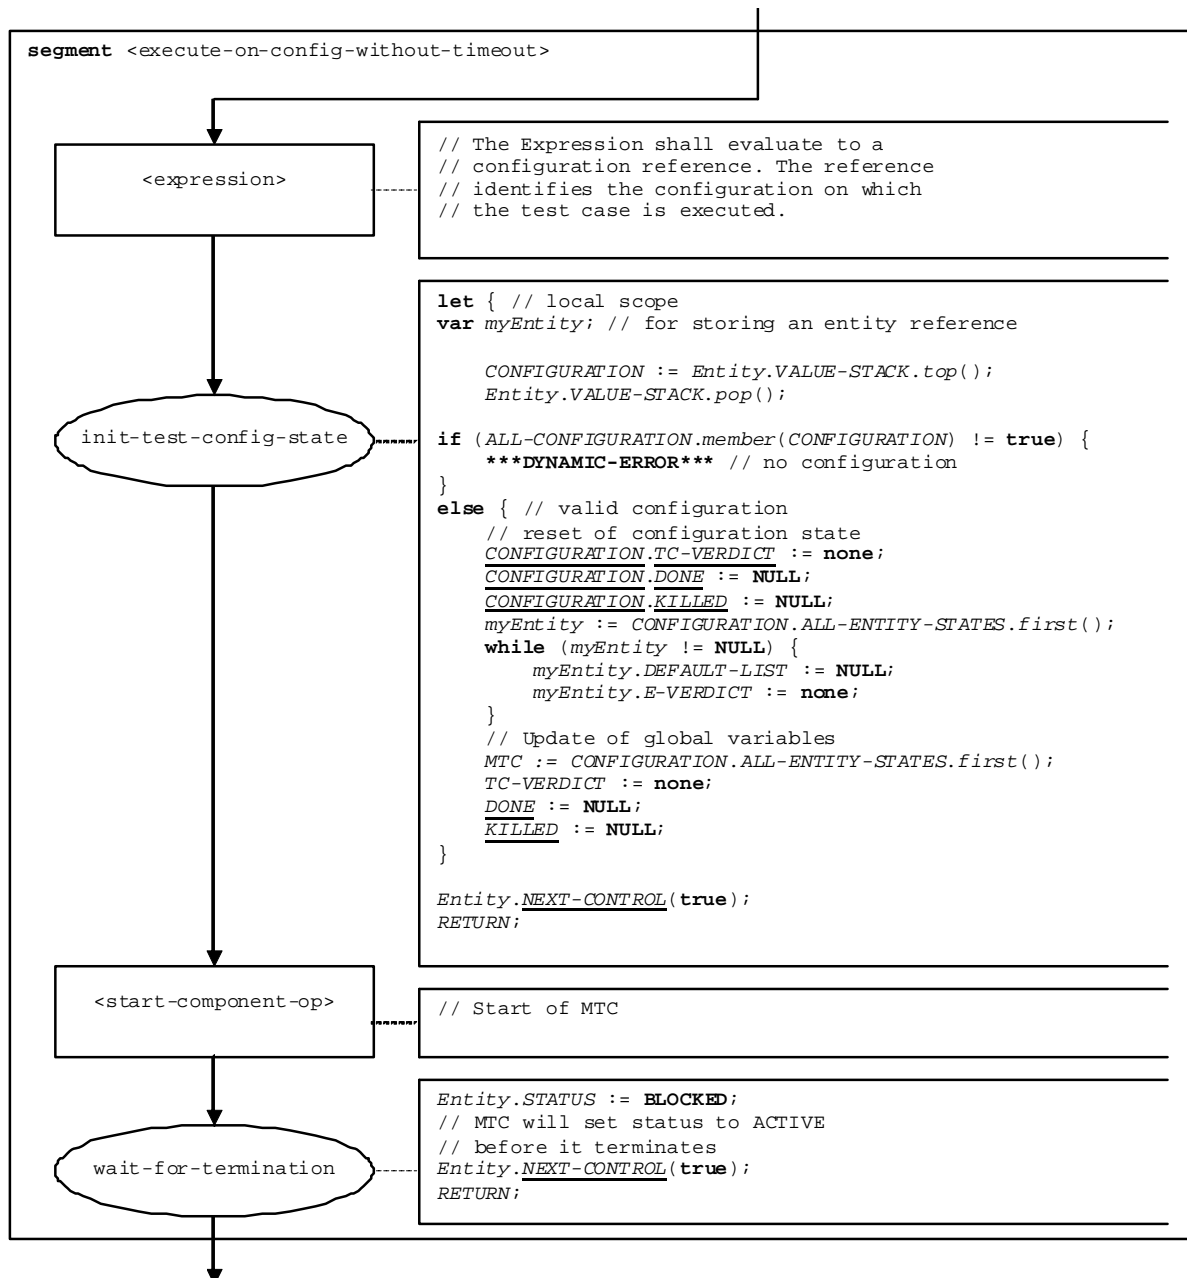 segment <execute-on-config-without-timeout>
<expression>
// The Expression shall evaluate to a
// configuration reference. The reference
// identifies the configuration on which
// the test case is executed.
init-test-config-state
let { // local scope
var myEntity; // for storing an entity reference
CONFIGURATION := Entity.VALUE-STACK.top();
Entity.VALUE-STACK.pop();
if (ALL-CONFIGURATION.member(CONFIGURATION) != true) {
***DYNAMIC-ERROR*** // no configuration
}
else { // valid configuration
// reset of configuration state
CONFIGURATION.TC-VERDICT := none;
CONFIGURATION.DONE := NULL;
CONFIGURATION.KILLED := NULL;
myEntity := CONFIGURATION.ALL-ENTITY-STATES.first();
while (myEntity != NULL) {
myEntity.DEFAULT-LIST := NULL;
myEntity.E-VERDICT := none;
}
// Update of global variables
MTC := CONFIGURATION.ALL-ENTITY-STATES.first();
TC-VERDICT := none;
DONE := NULL;
KILLED := NULL;
}
Entity.NEXT-CONTROL(true);
RETURN;
<start-component-op>
// Start of MTC
wait-for-termination
Entity.STATUS := BLOCKED;
// MTC will set status to ACTIVE
// before it terminates
Entity.NEXT-CONTROL(true);
RETURN;